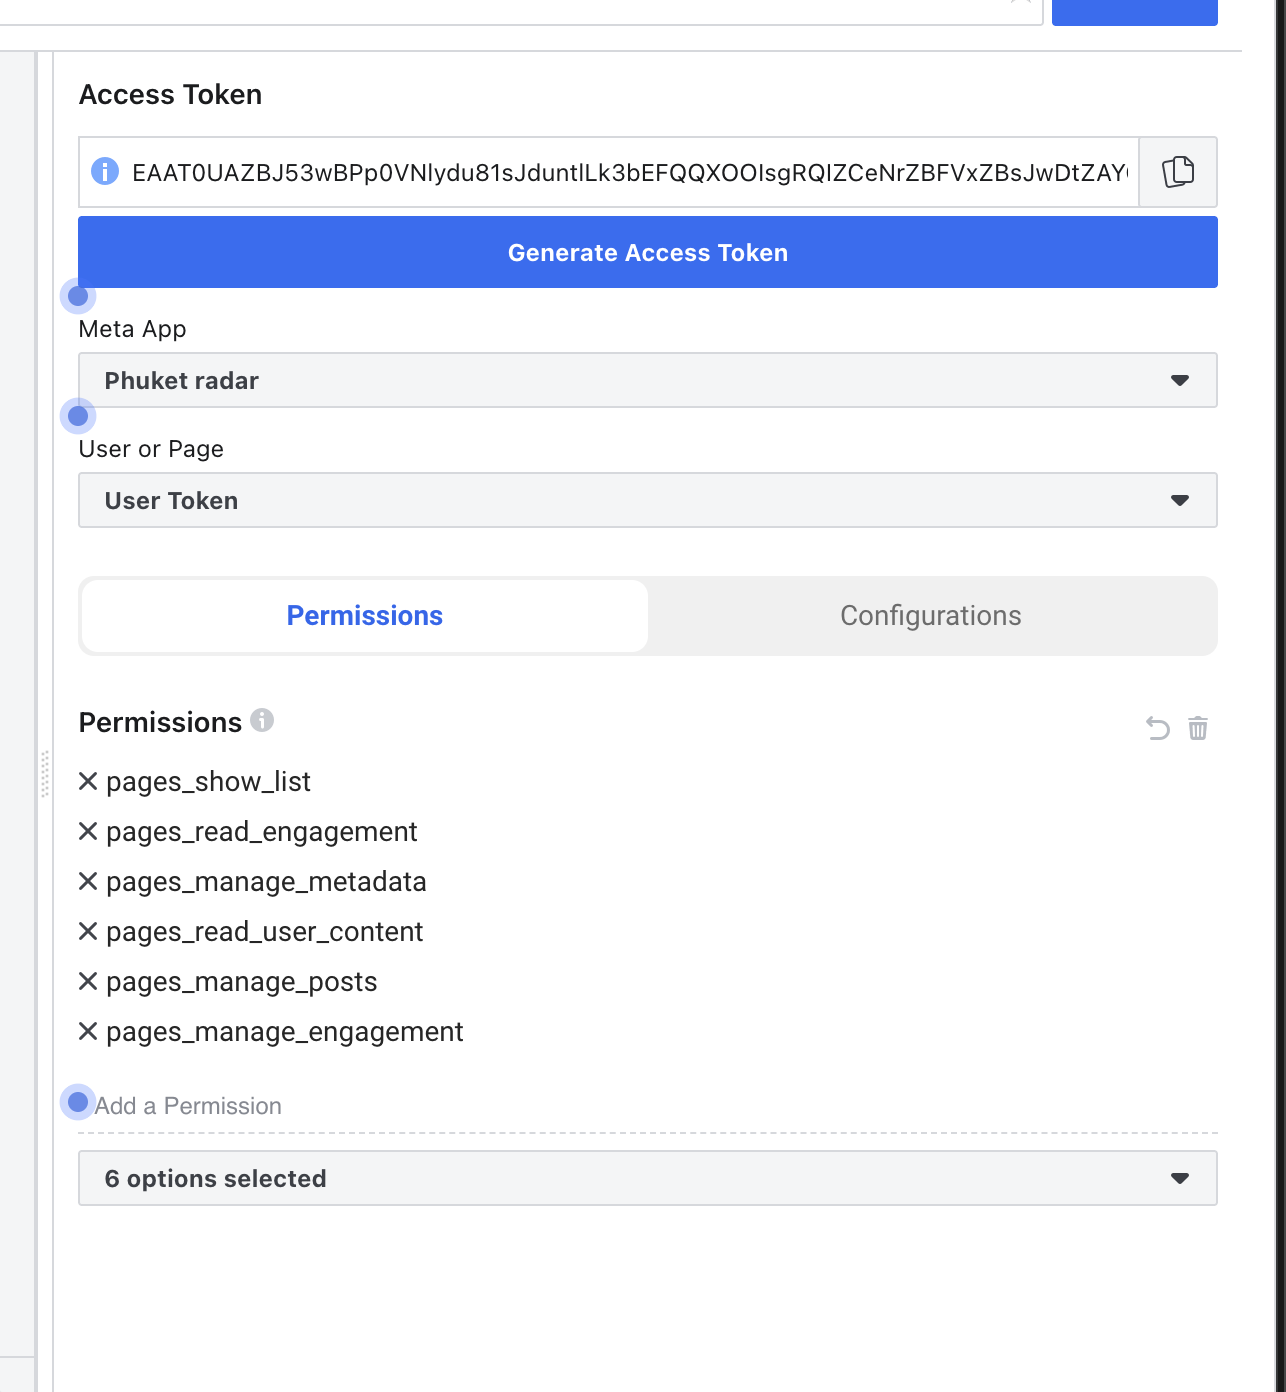 Access Token
EAAT0UAZBJ53wBPp0VNlydu81sJduntlLk3bEFQQXOOIsgRQIZCeNrZBFVxZBsJwDtZAY
Generate Access Token
Meta App
Phuket radar
User or Page
User Token
Permissions
Configurations
Permissions
pages_show_list
pages_read_engagement
pages_manage_metadata
pages_read_user_content
pages_manage_posts
pages_manage_engagement
Add a Permission
6 options selected